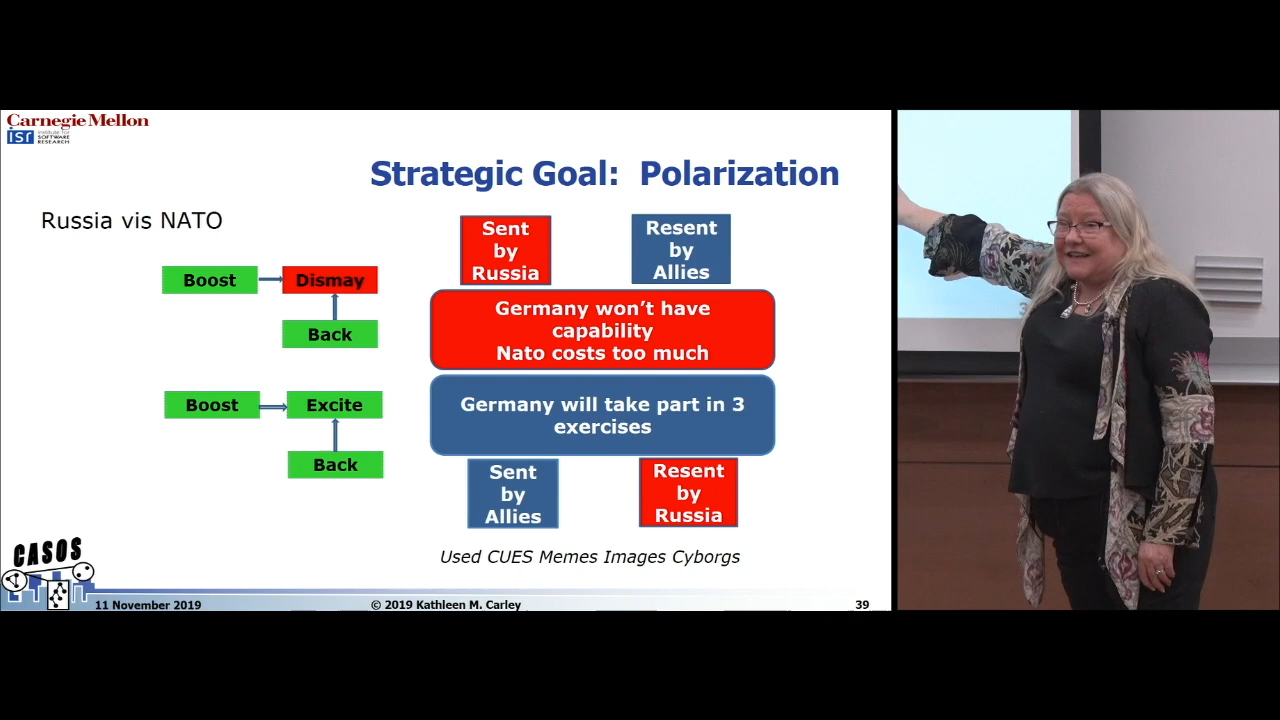 Carnegie Mellon
isr institute for
SOFTWARE
RESEARCH
Strategic Goal: Polarization
Russia vis NATO
Sent
by
Russia
Resent
by
Allies
Boost
Dismay
Back
Germany won't have
capability
Nato costs too much
Boost
Excite
Back
Germany will take part in 3
exercises
Sent
by
Allies
Resent
by
Russia
Used CUES Memes Images Cyborgs
CASOS
11 November 2019
© 2019 Kathleen M. Carley
39